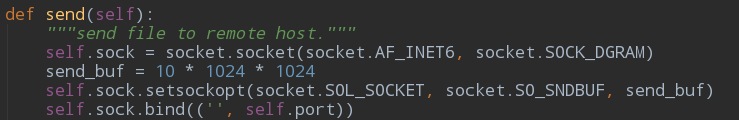 def send(self):
    """send file to remote host."""
    self.sock = socket.socket(socket.AF_INET6, socket.SOCK_DGRAM)
    send_buf = 10 * 1024 * 1024
    self.sock.setsockopt(socket.SOL_SOCKET, socket.SO_SNDBUF, send_buf)
    self.sock.bind(('', self.port))